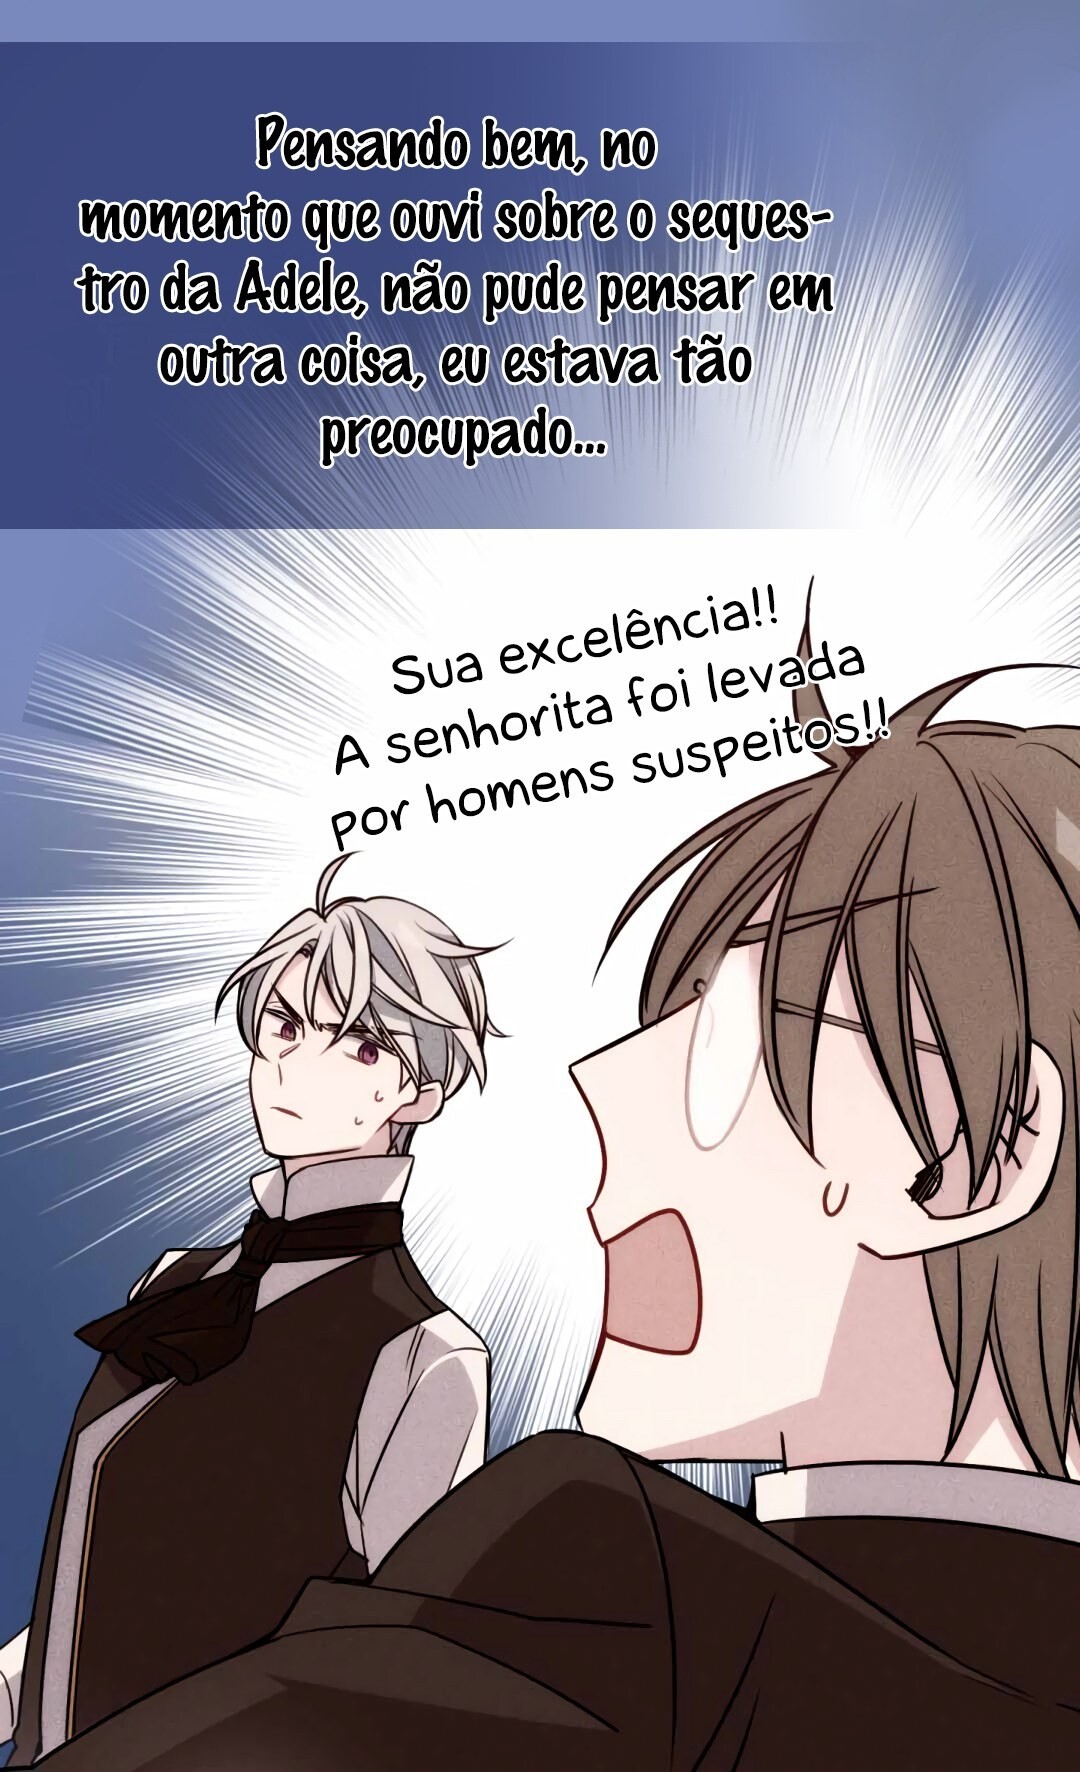 Pensando bem, no
momento que ouvi sobre o seques-
tro da Adele, não pude pensar em
outra coisa, eu estava tão
preocupado...
Sua excelência!!
A senhorita foi levada
por homens suspeitos!!